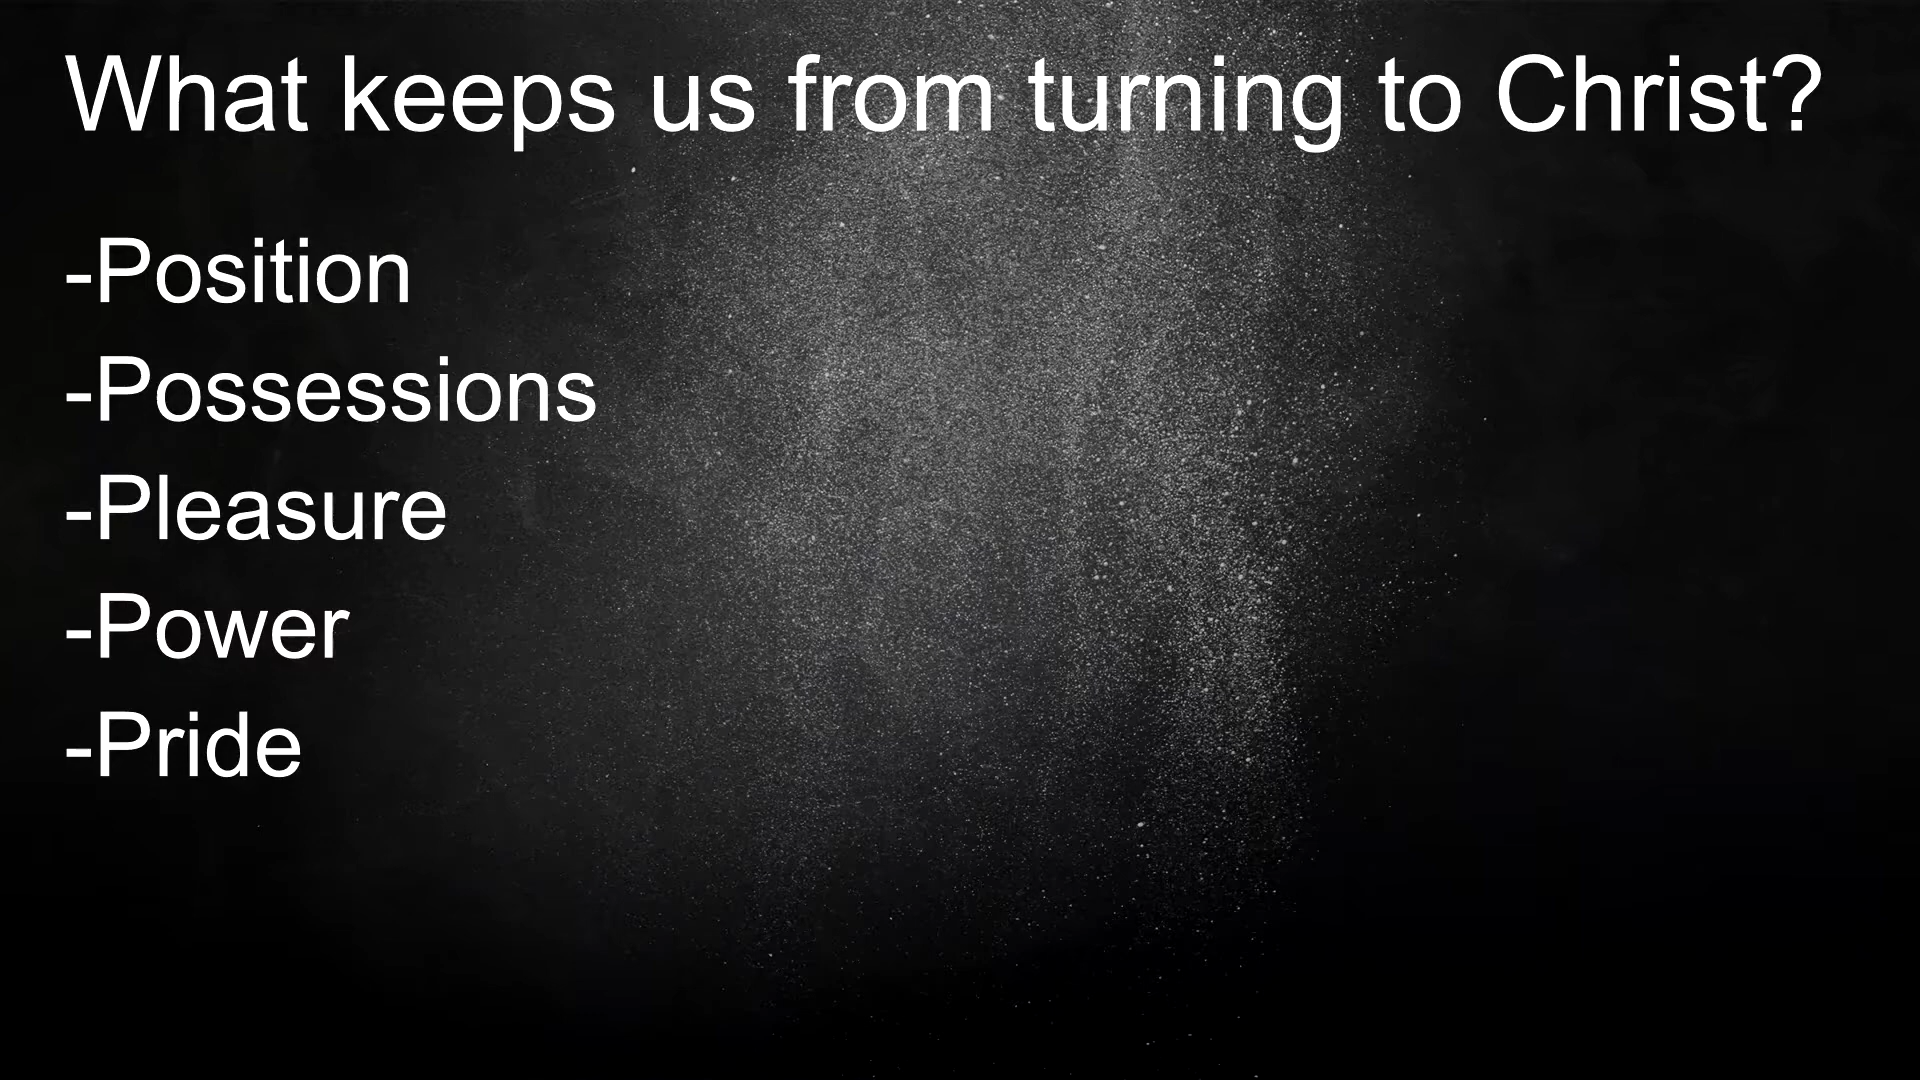 What keeps us from turning to Christ?
-Position
-Possessions
-Pleasure
-Power
-Pride